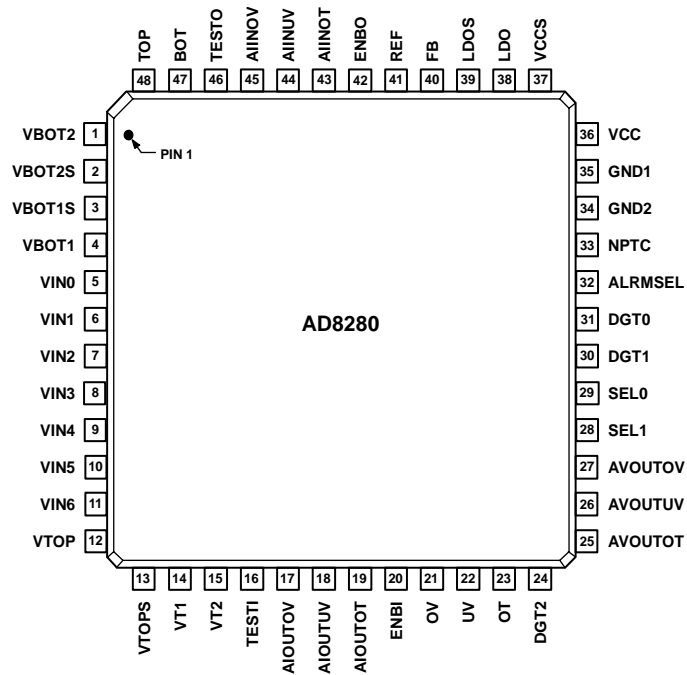 TOP
BOT
TESTO
AIINOV
AIINUV
AIINOT
ENBO
REF
FB
LDOS
LDO
VCCS
48
47
46
45
44
43
42
41
40
39
38
37
VBOT2 1
VBOT2S 2
VBOT1S 3
VBOT1 4
VIN0 5
VIN1 6
VIN2 7
VIN3 8
VIN4 9
VIN5 10
VIN6 11
VTOP 12
PIN 1
AD8280
36 VCC
35 GND1
34 GND2
33 NPTC
32 ALRMSEL
31 DGT0
30 DGT1
29 SEL0
28 SEL1
27 AVOUTOV
26 AVOUTUV
25 AVOUTOT
13
14
15
16
17
18
19
20
21
22
23
24
VTOPS
VT1
VT2
TESTI
AIOUTOV
AIOUTUV
AIOUTOT
ENBI
OV
UV
OT
DGT2